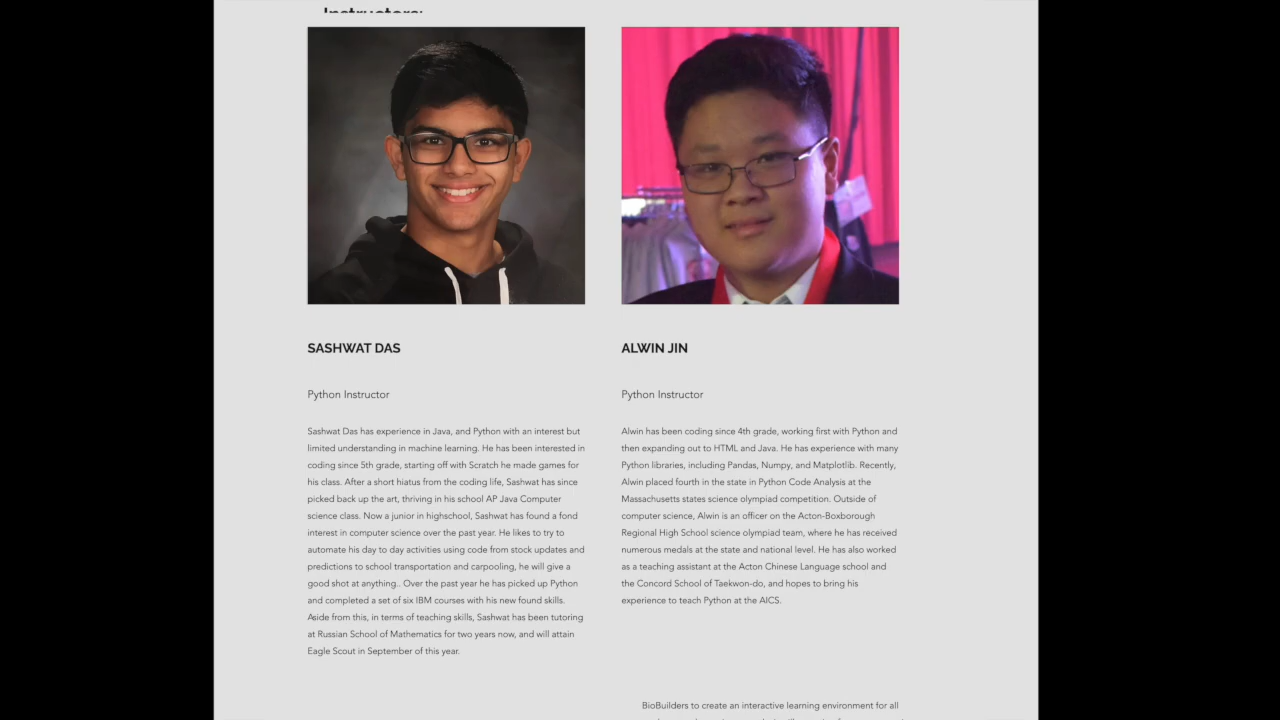 Instructors:
SASHWAT DAS
Python Instructor
Sashwat Das has experience in Java, and Python with an interest but
limited understanding in machine learning. He has been interested in
coding since 5th grade, starting off with Scratch he made games for
his class. After a short hiatus from the coding life, Sashwat has since
picked back up the art, thriving in his school AP Java Computer
science class. Now a junior in highschool, Sashwat has found a fond
interest in computer science over the past year. He likes to try to
automate his day to day activities using code from stock updates and
predictions to school transportation and carpooling, he will give a
good shot at anything.. Over the past year he has picked up Python
and completed a set of six IBM courses with his new found skills.
Aside from this, in terms of teaching skills, Sashwat has been tutoring
at Russian School of Mathematics for two years now, and will attain
Eagle Scout in September of this year.
ALWIN JIN
Python Instructor
Alwin has been coding since 4th grade, working first with Python and
then expanding out to HTML and Java. He has experience with many
Python libraries, including Pandas, Numpy, and Matplotlib. Recently,
Alwin placed fourth in the state in Python Code Analysis at the
Massachusetts states science olympiad competition. Outside of
computer science, Alwin is an officer on the Acton-Boxborough
Regional High School science olympiad team, where he has received
numerous medals at the state and national level. He has also worked
as a teaching assistant at the Acton Chinese Language school and
the Concord School of Taekwon-do, and hopes to bring his
experience to teach Python at the AICS.
BioBuilders to create an interactive learning environment for all